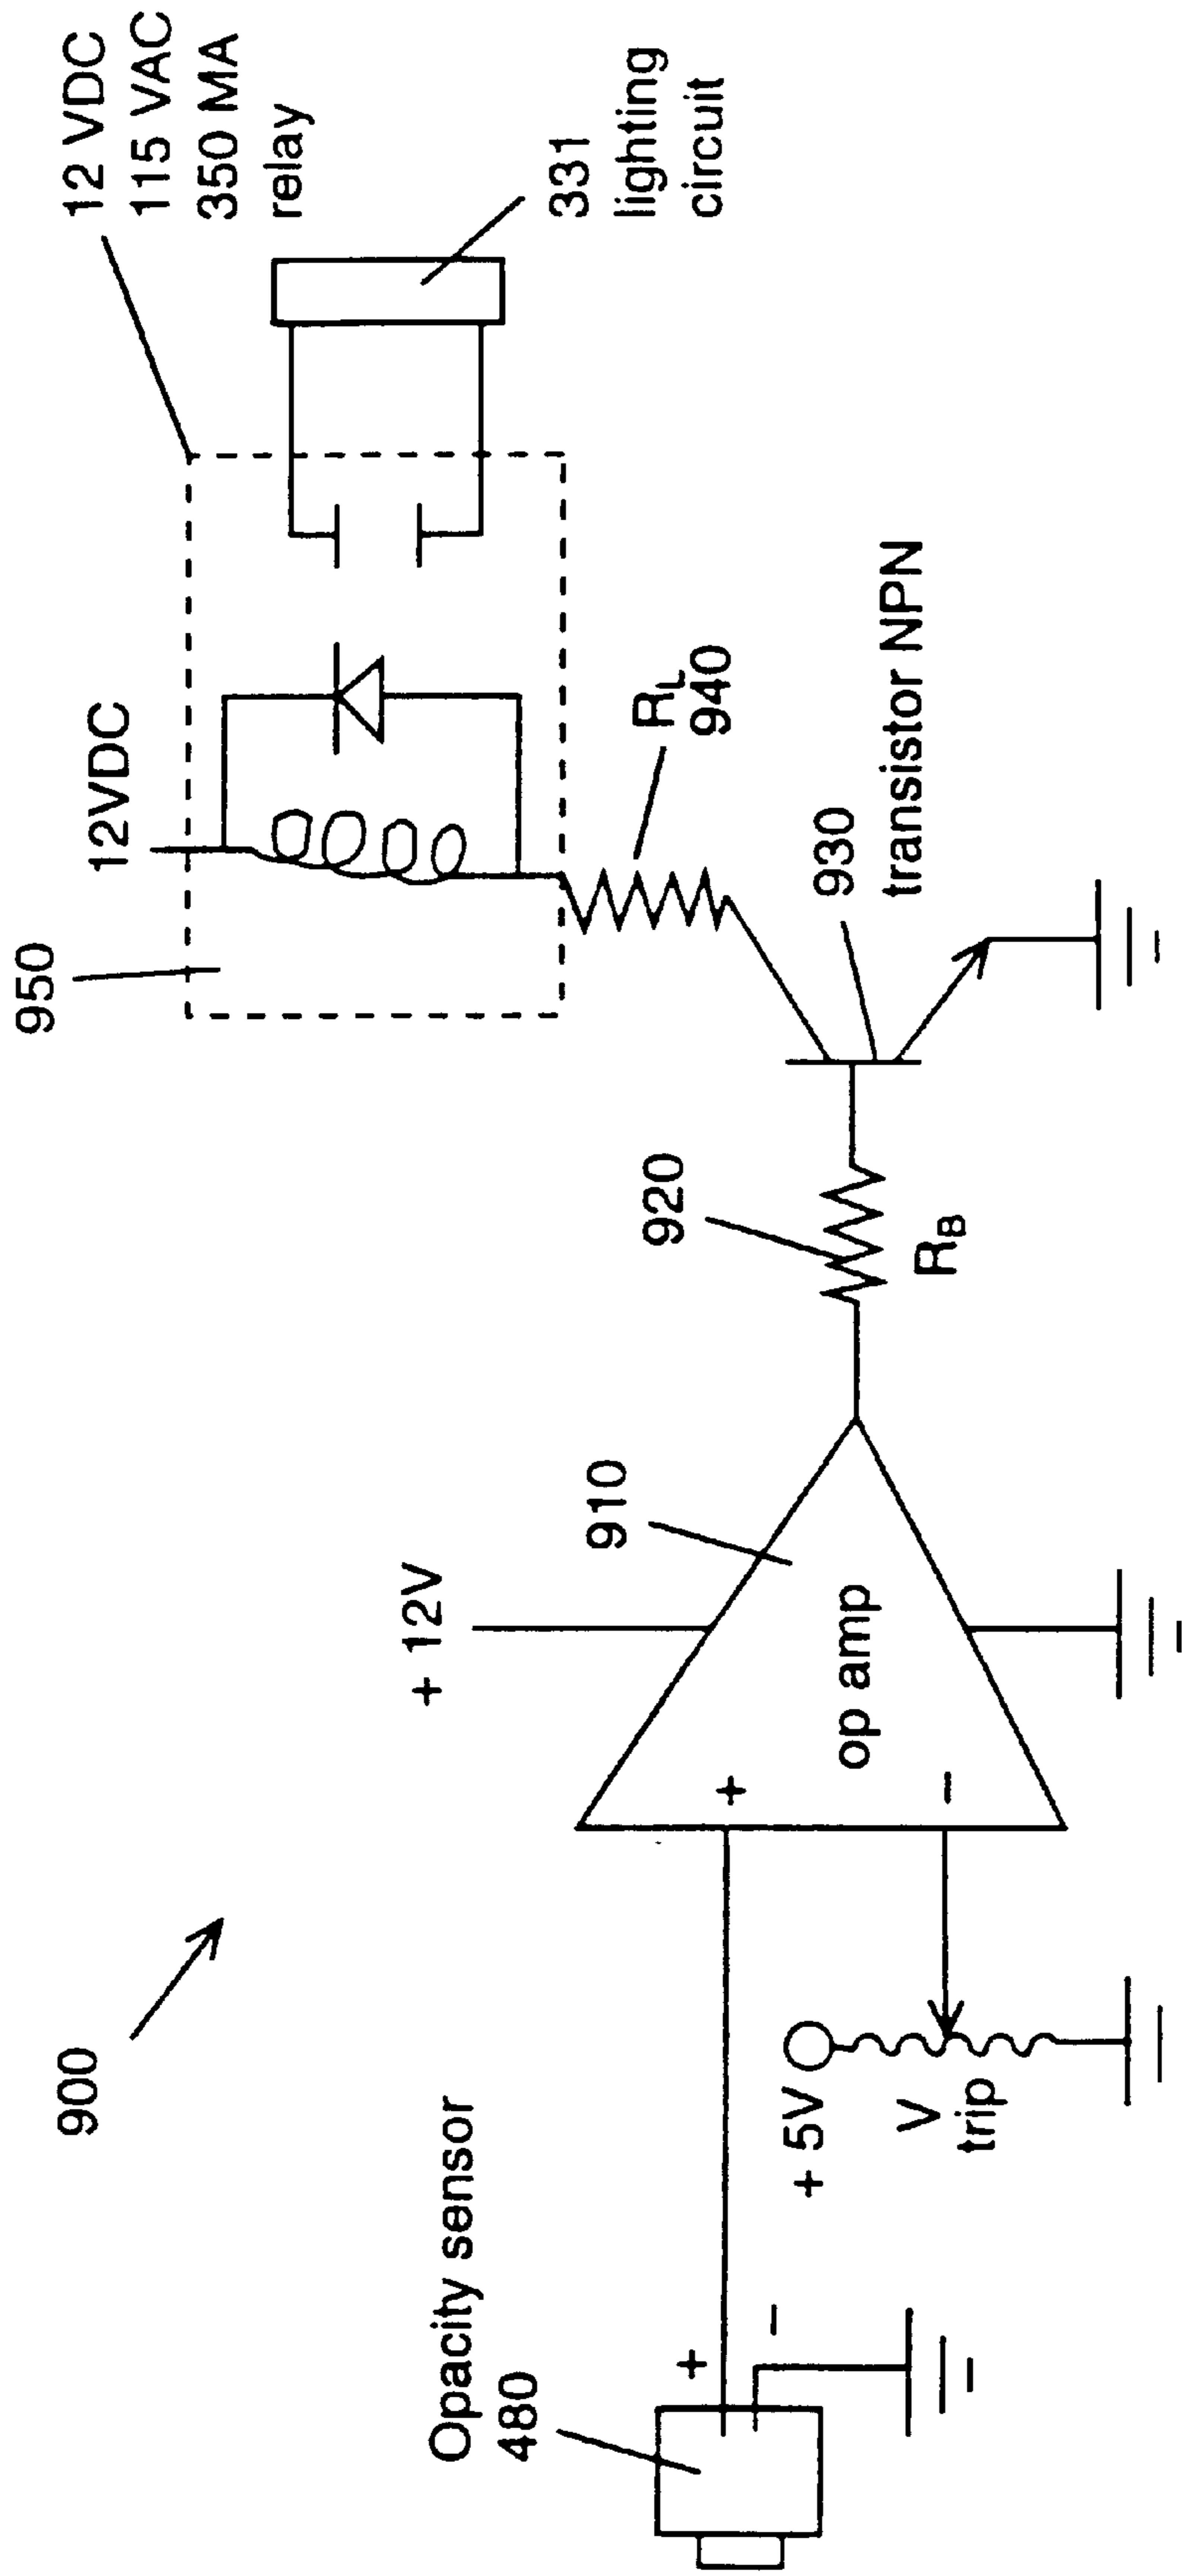 900
950
12VDC
12 VDC
115 VAC
350 MA
relay
331
lighting
circuit
R_L
940
930
transistor NPN
920
R_B
910
+ 12V
op amp
+
−
Opacity sensor
480
+
−
+ 5V
V
trip